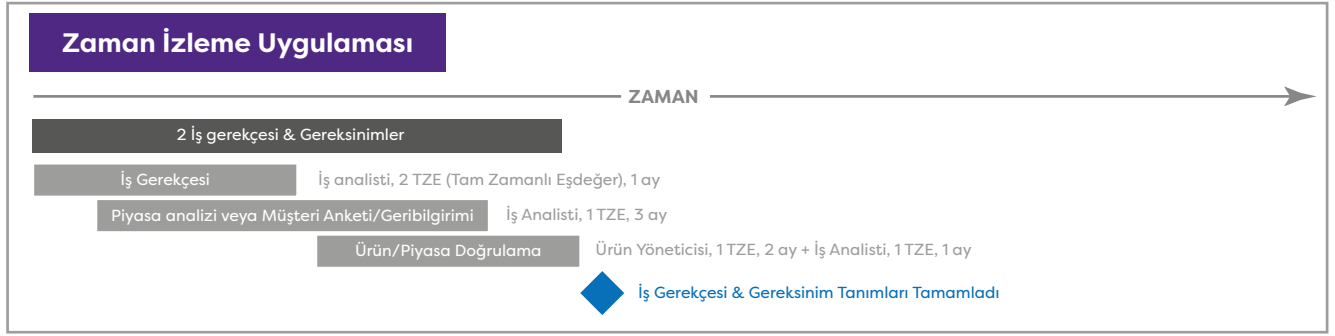 Zaman İzleme Uygulaması
ZAMAN
2 İş gerekçesi & Gereksinimler
İş Gerekçesi İş analisti, 2 TZE (Tam Zamanlı Eşdeğer), 1 ay
Piyasa analizi veya Müşteri Anketi/Geribilgirimi İş Analisti, 1 TZE, 3 ay
Ürün/Piyasa Doğrulama Ürün Yöneticisi, 1 TZE, 2 ay + İş Analisti, 1 TZE, 1 ay
İş Gerekçesi & Gereksinim Tanımları Tamamladı